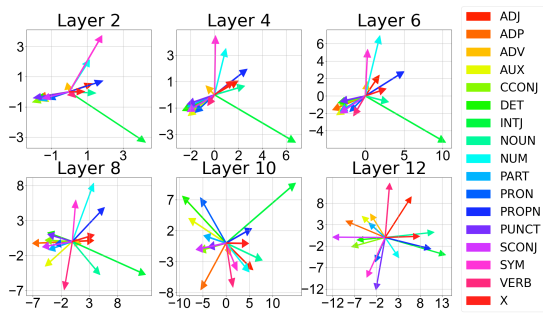 Layer 2
Layer 4
Layer 6
3
1
−1
−3
−1
1
4
3
1
−1
−3
−2
0
2
4
6
6
4
2
0
−2
−4
0
5
10
Layer 8
Layer 10
Layer 12
8
3
−2
−7
−7
−2
3
8
7
2
−3
−8
−10
−5
0
5
10
15
8
3
−2
−7
−12
−12
−7
−2
3
8
13
ADJ
ADP
ADV
AUX
CCONJ
DET
INTJ
NOUN
NUM
PART
PRON
PROPN
PUNCT
SCONJ
SYM
VERB
X